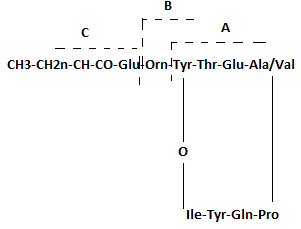 B
C
A
CH3-CH2n-CH-CO-Glu-Orn-Tyr-Thr-Glu-Ala/Val
O
Ile-Tyr-Gln-Pro